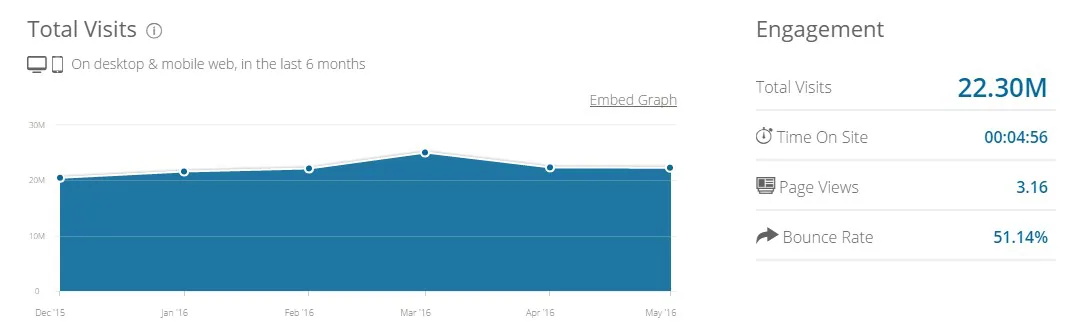 Total Visits
On desktop & mobile web, in the last 6 months
Embed Graph
30M
20M
10M
0
Dec '15 Jan '16 Feb '16 Mar '16 Apr '16 May '16
Engagement
Total Visits 22.30M
Time On Site 00:04:56
Page Views 3.16
Bounce Rate 51.14%